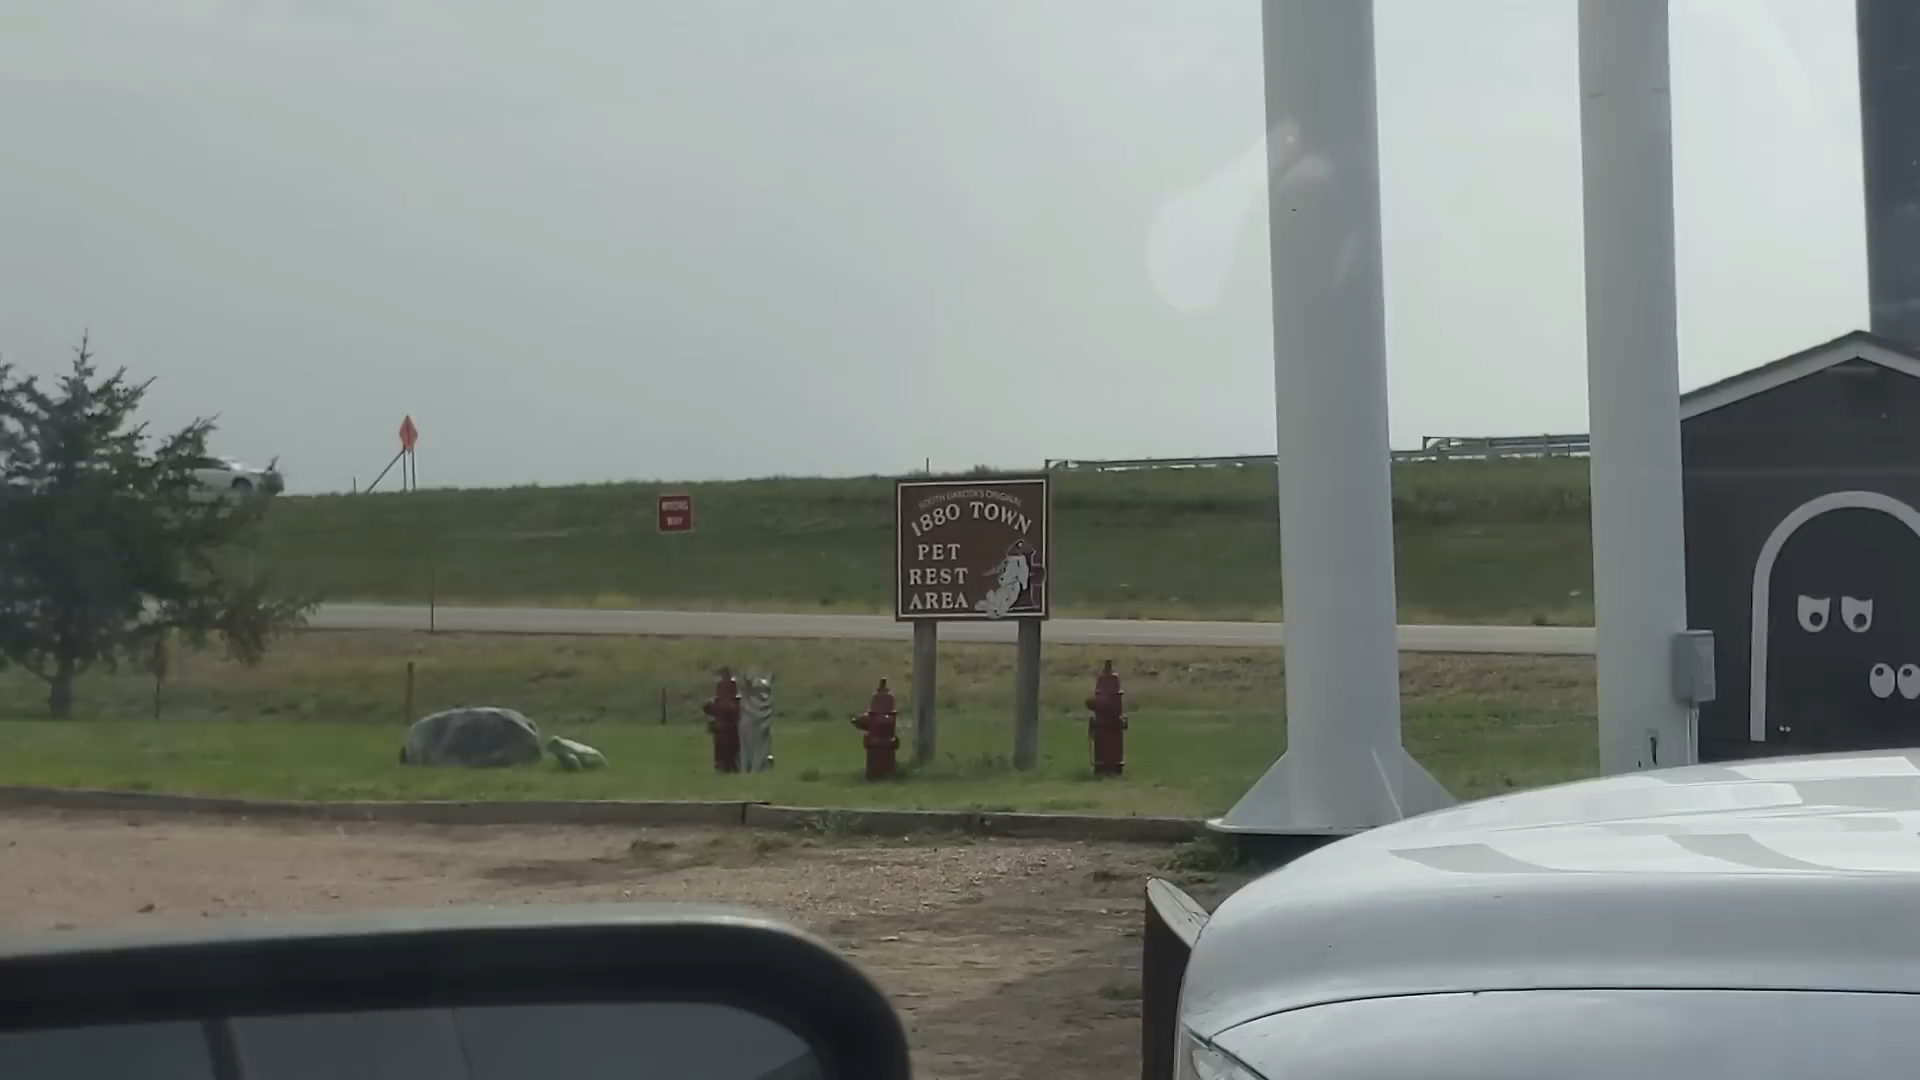 WRONG
WAY
SOUTH DAKOTA'S ORIGINAL
1880 TOWN
PET
REST
AREA